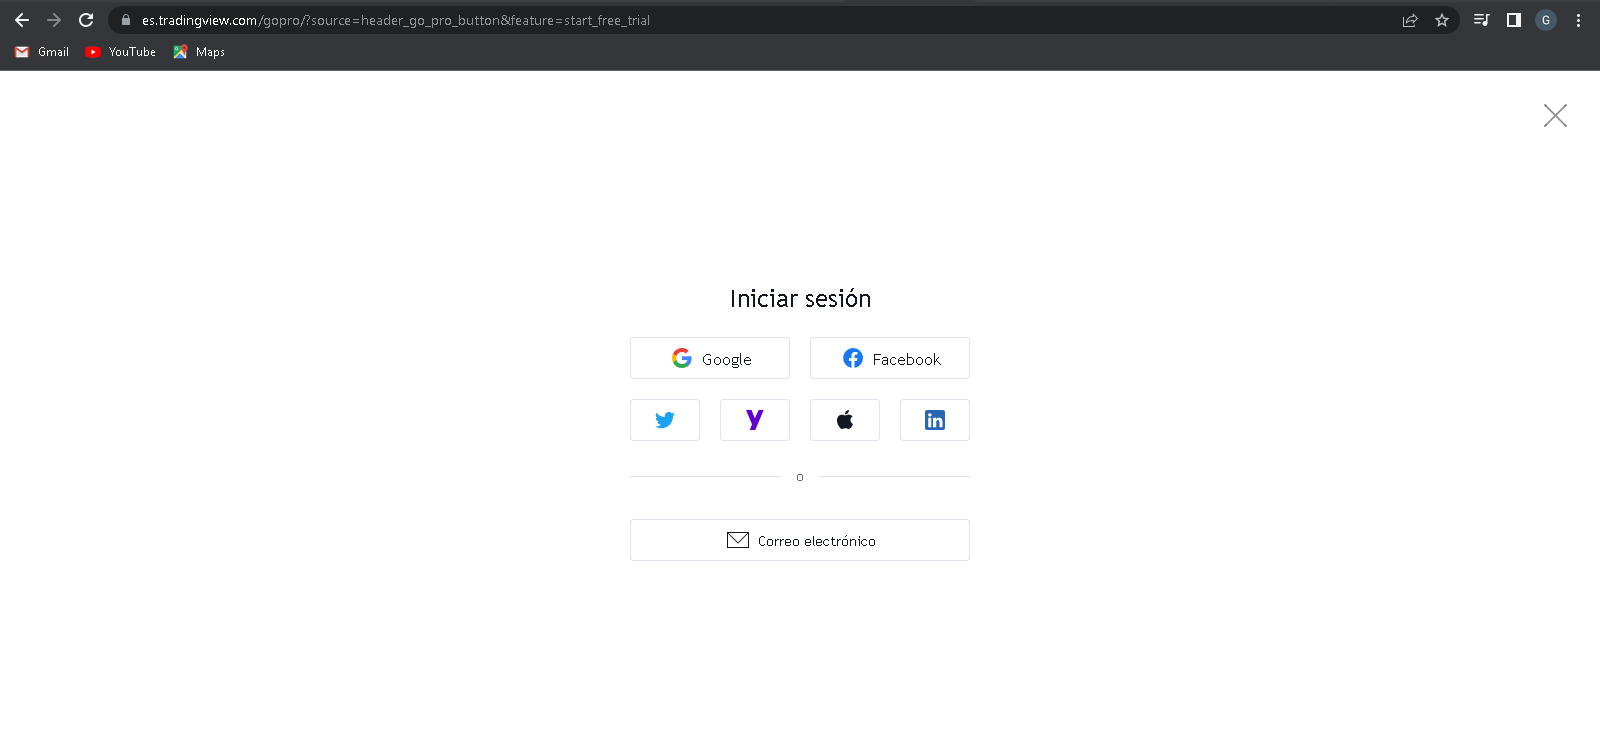 es.tradingview.com/gopro/?source=header_go_pro_button&feature=start_free_trial
G
Gmail YouTube Maps
Iniciar sesión
Google Facebook
o
Correo electrónico